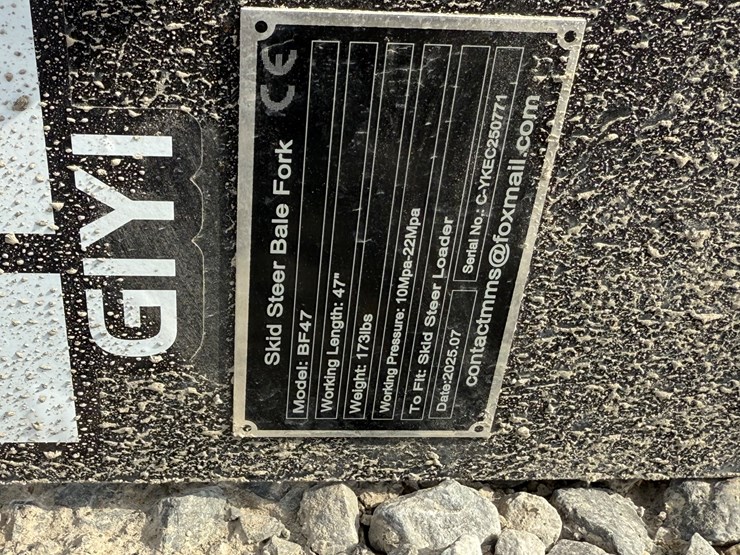 GIYI
Skid Steer Bale Fork
CE
Model: BF47
Working Length: 47"
Weight: 173lbs
Working Pressure: 10Mpa-22Mpa
To Fit: Skid Steer Loader
Date:2025.07 Serial No.: C-YKEC250771
contactmms@foxmail.com